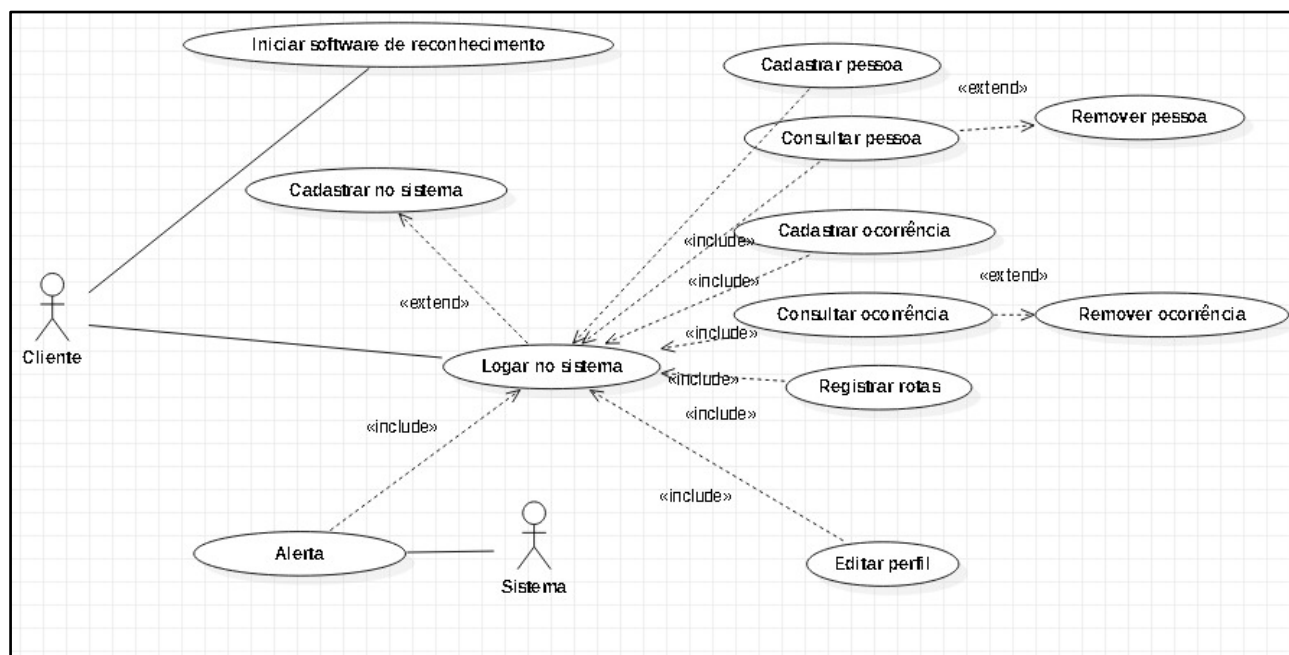 Iniciar software de reconhecimento
Cadastrar pessoa
«extend»
Remover pessoa
Consultar pessoa
Cadastrar no sistema
Cadastrar ocorrência
«include»
«include»
«extend»
«extend»
Consultar ocorrência
Remover ocorrência
«include»
Cliente
Logar no sistema
«include»
Registrar rotas
«include»
«include»
«include»
Alerta
Sistema
Editar perfil